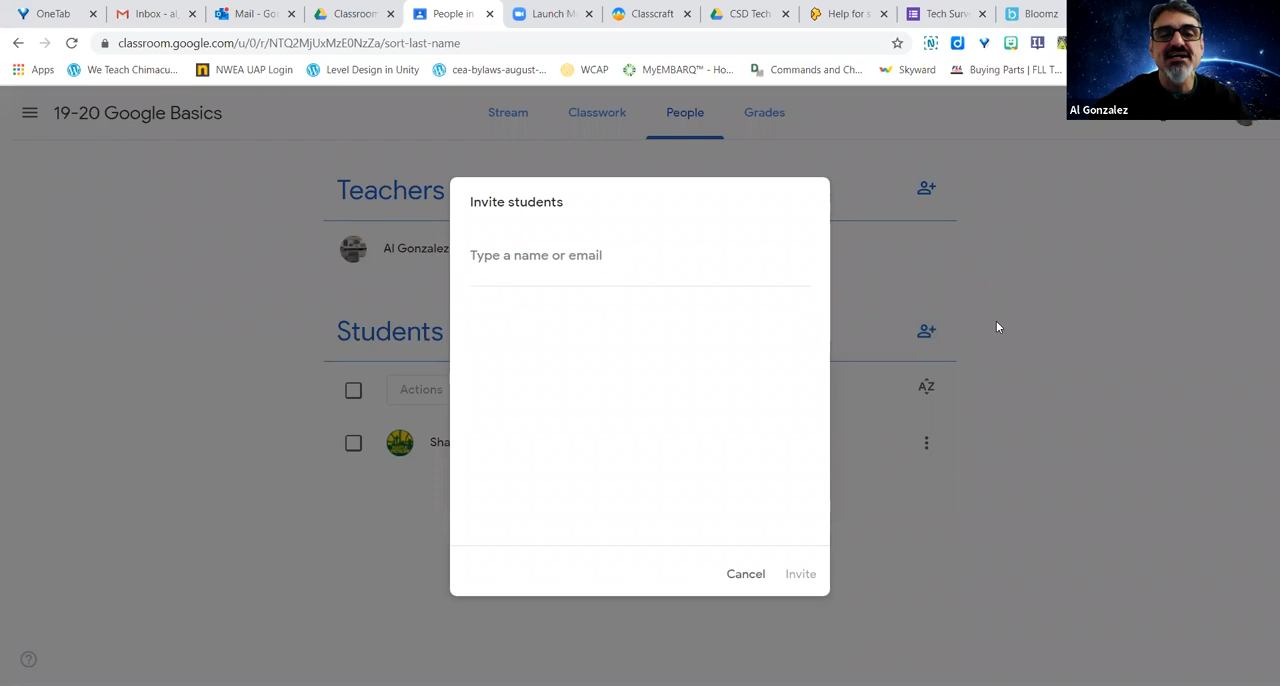 OneTab
Inbox - al
Mail - Go
Classroom
People in
Launch M
Classcraft
CSD Tech
Help for s
Tech Surv
Bloomz
classroom.google.com/u/0/r/NTQ2MjUxMzE0NzZa/sort-last-name
Apps
We Teach Chimacu...
NWEA UAP Login
Level Design in Unity
cea-bylaws-august-...
WCAP
MyEMBARQ™ - Ho...
Commands and Ch...
Skyward
Buying Parts | FLL T...
Al Gonzalez
19-20 Google Basics
Stream
Classwork
People
Grades
Teachers
Al Gonzalez
Students
Actions
Sha
AZ
Invite students
Type a name or email
Cancel
Invite